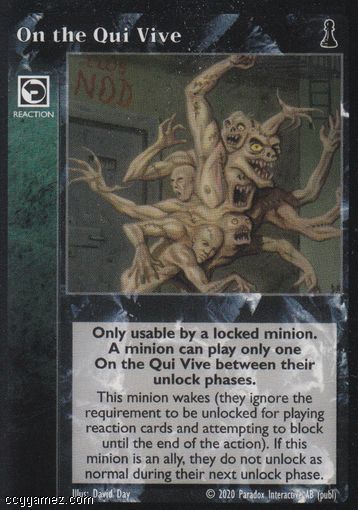 On the Qui Vive
CLUB
NOD
REACTION
Only usable by a locked minion.
A minion can play only one
On the Qui Vive between their
unlock phases.
This minion wakes (they ignore the
requirement to be unlocked for playing
reaction cards and attempting to block
until the end of the action). If this
minion is an ally, they do not unlock as
normal during their next unlock phase.
Illus: David Day © 2020 Paradox Interactive AB (publ)
ccgyamez.com